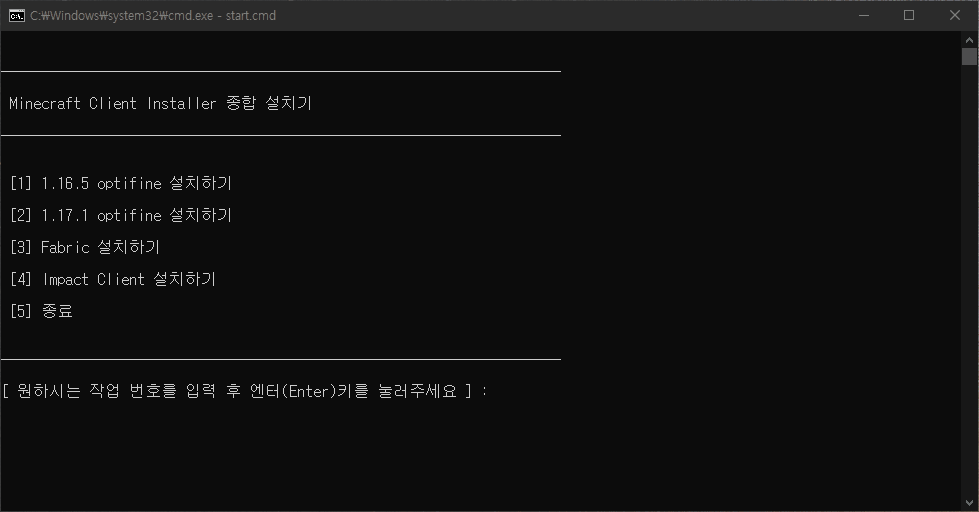 C:₩Windows₩system32₩cmd.exe - start.cmd
Minecraft Client Installer 종합 설치기
[1] 1.16.5 optifine 설치하기
[2] 1.17.1 optifine 설치하기
[3] Fabric 설치하기
[4] Impact Client 설치하기
[5] 종료
[ 원하시는 작업 번호를 입력 후 엔터(Enter)키를 눌러주세요 ] :